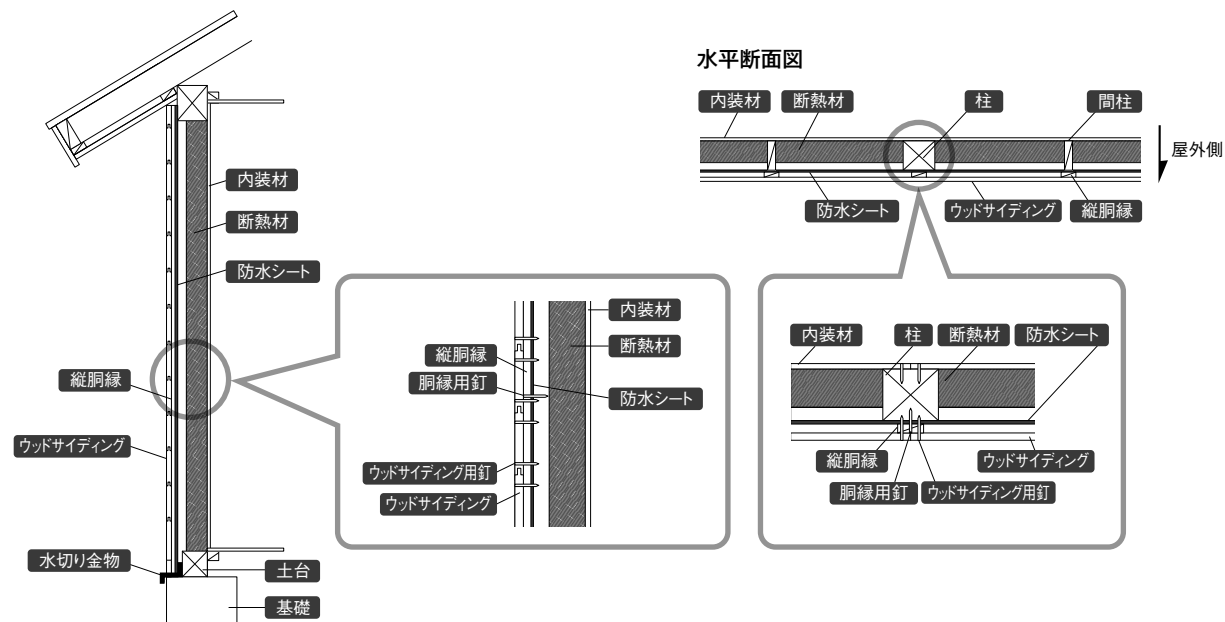 内装材
断熱材
防水シート
縦胴縁
ウッドサイディング
水切り金物
土台
基礎
内装材
縦胴縁
断熱材
胴縁用釘
防水シート
ウッドサイディング用釘
ウッドサイディング
水平断面図
内装材 断熱材 柱 間柱
屋外側
防水シート ウッドサイディング 縦胴縁
内装材 柱 断熱材 防水シート
縦胴縁 ウッドサイディング
胴縁用釘 ウッドサイディング用釘